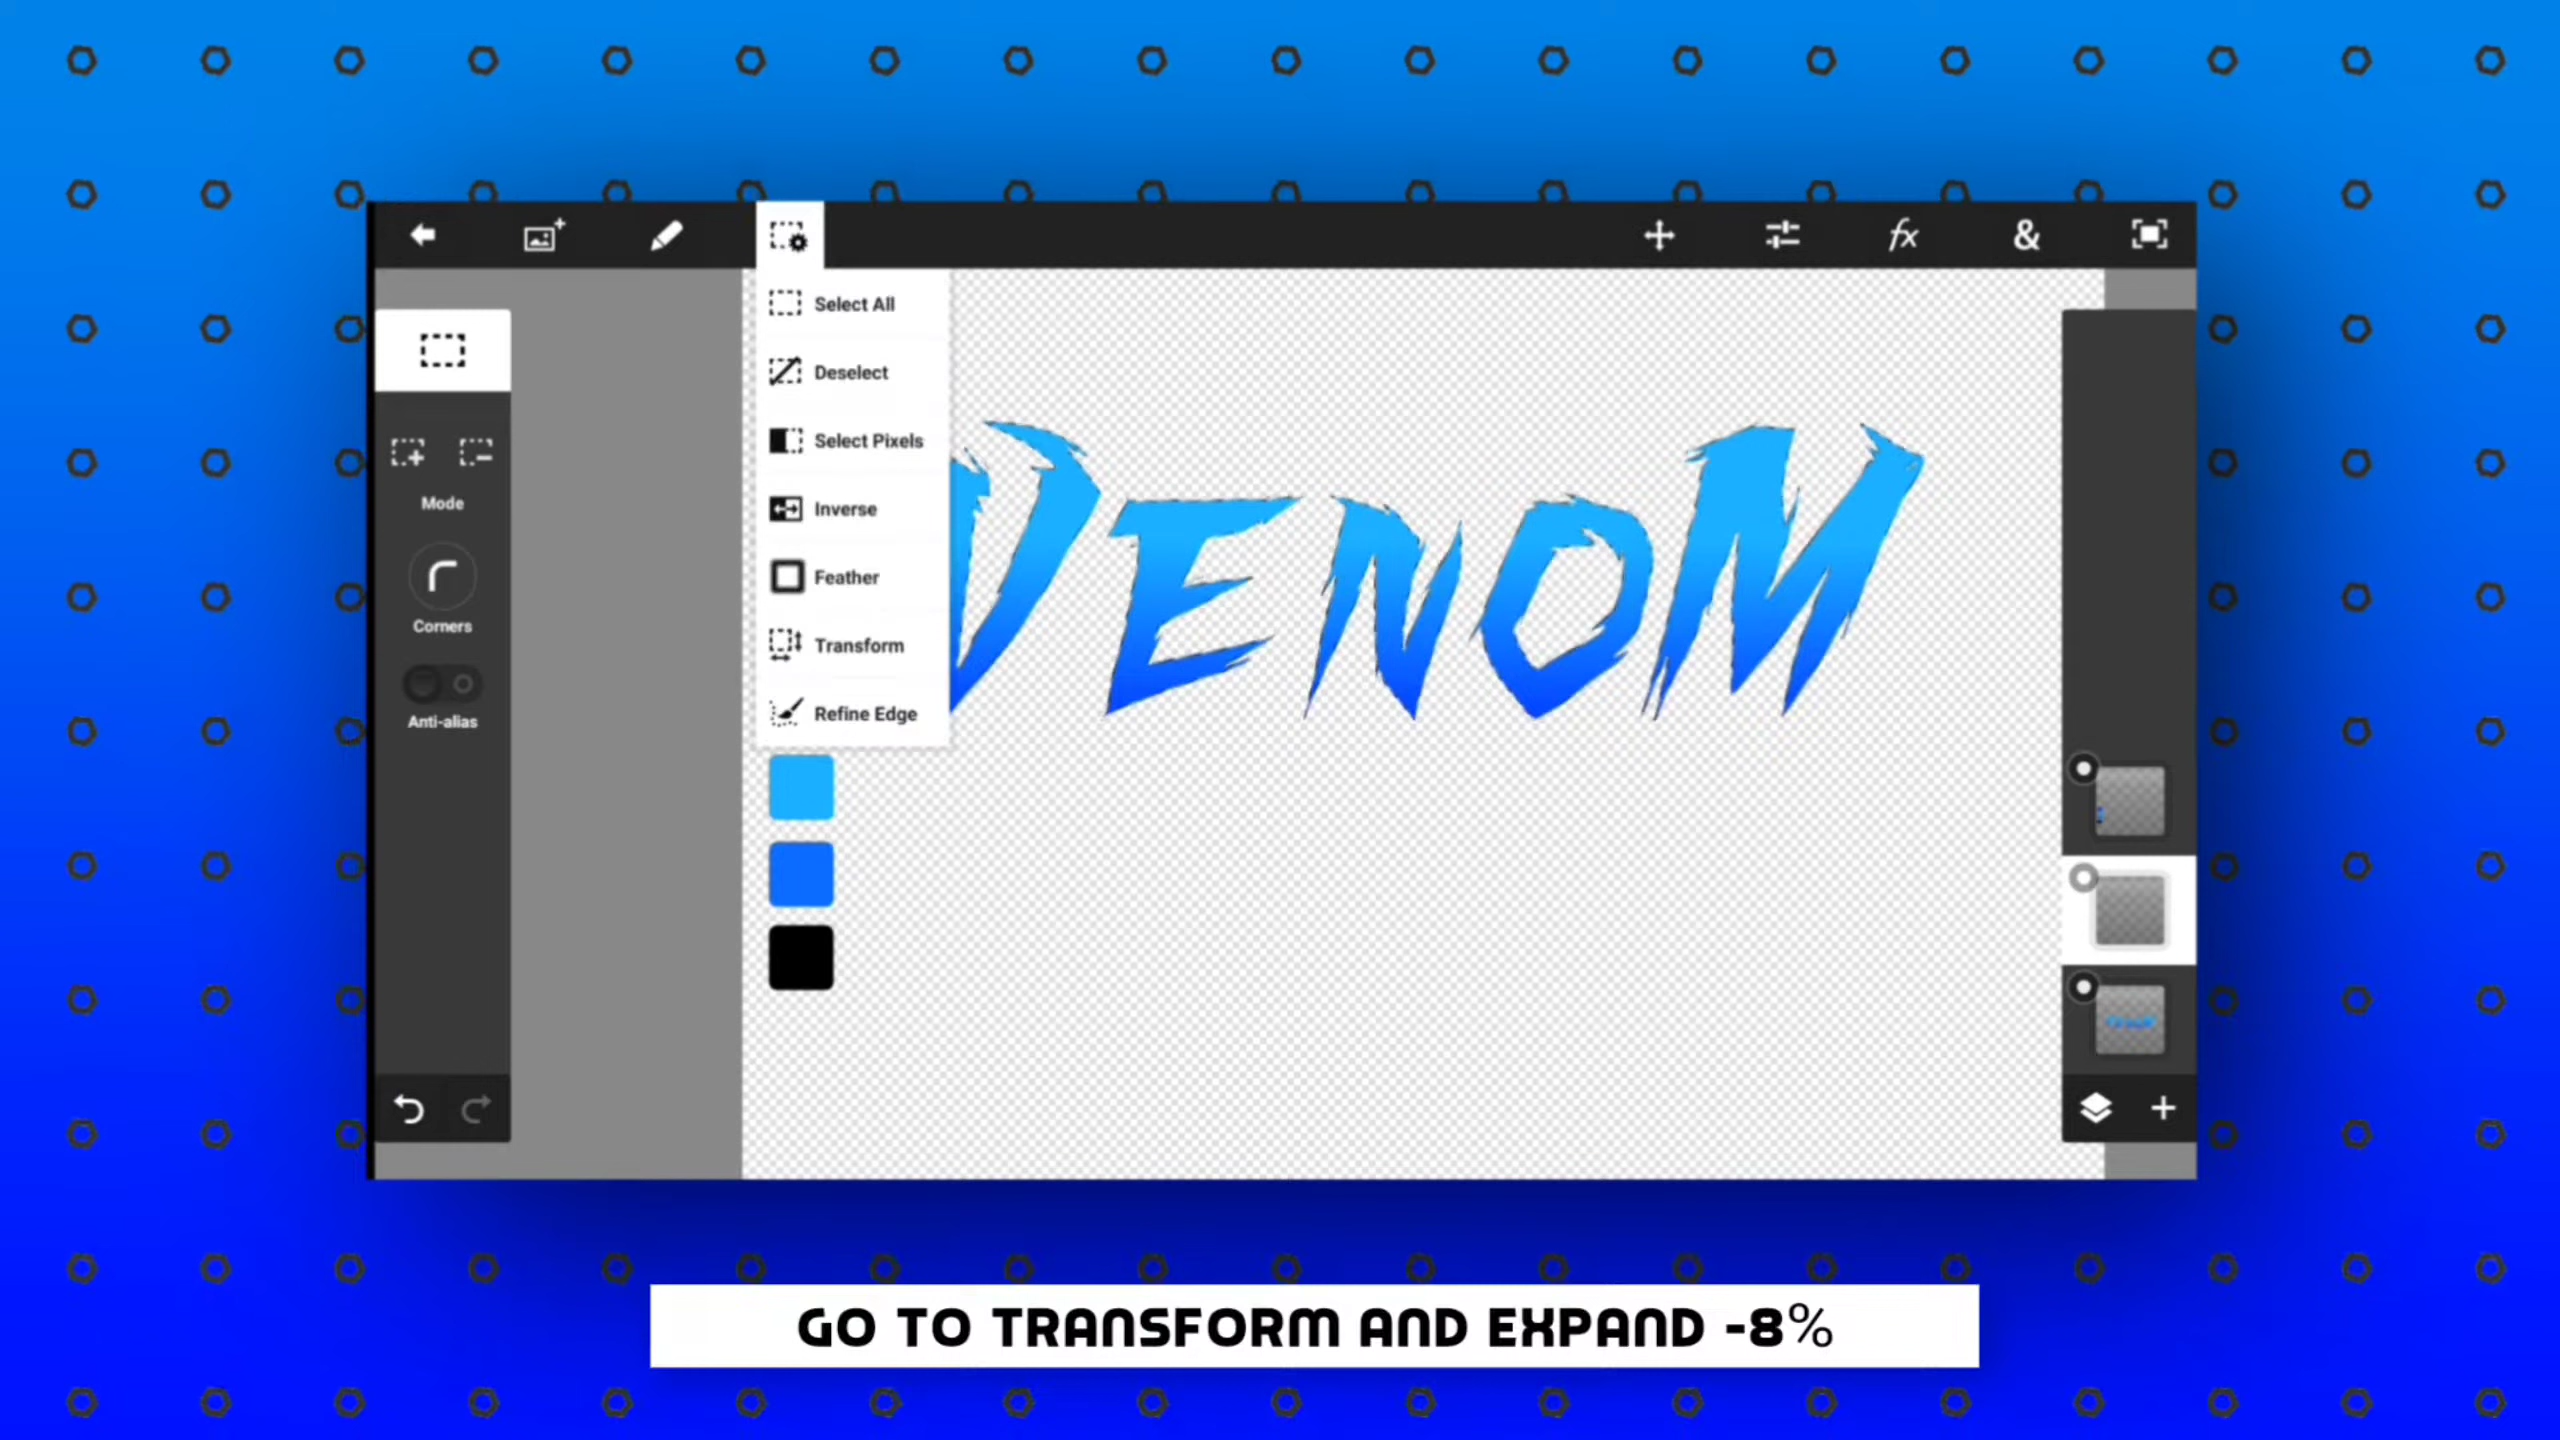 fx
&
Select All
Deselect
Select Pixels
Inverse
Feather
Transform
Refine Edge
Mode
Corners
Anti-alias
VENOM
GO TO TRANSFORM AND EXPAND -8%